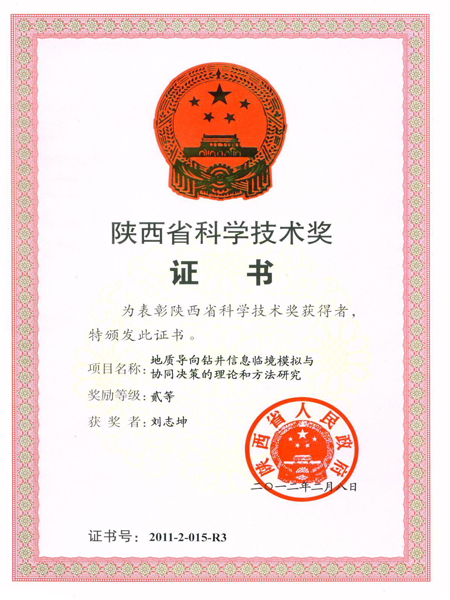 陕西省科学技术奖
证 书
为表彰陕西省科学技术奖获得者，
特颁发此证书。
项目名称：地质导向钻井信息临境模拟与
协同决策的理论和方法研究
奖励等级：贰等
获 奖 者：刘志坤
陕西省人民政府
二〇一二年二月八日
证书号：2011-2-015-R3